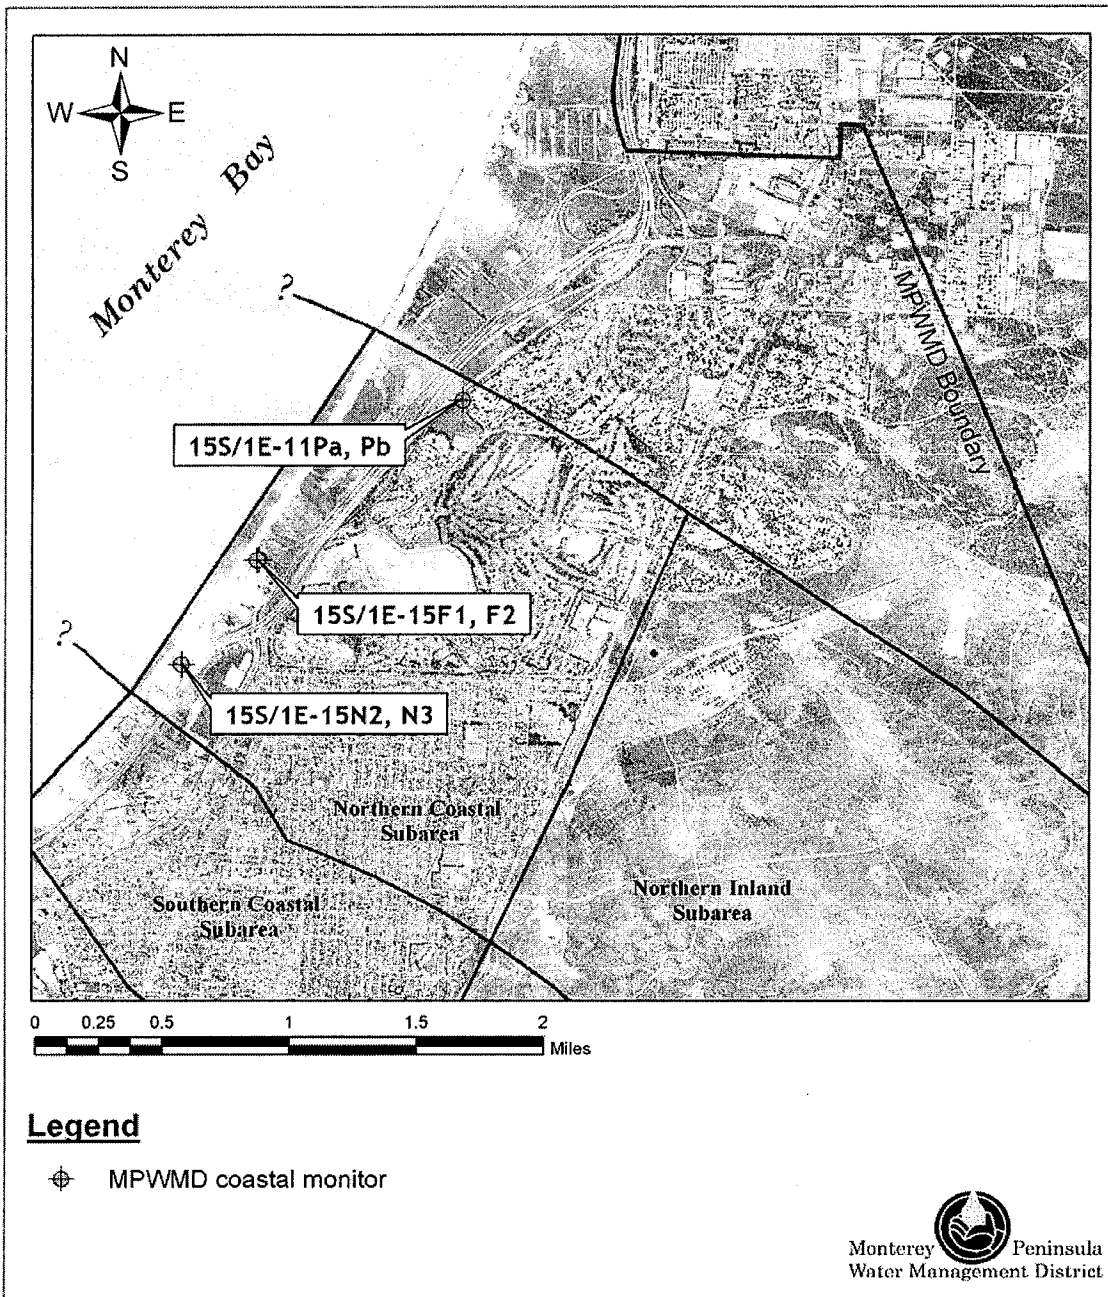 N
W E
S
Monterey Bay
?
MPWMD Boundary
15S/1E-11Pa, Pb
15S/1E-15F1, F2
?
15S/1E-15N2, N3
Northern Coastal
Subarea
Northern Inland
Subarea
Southern Coastal
Subarea
0 0.25 0.5 1 1.5 2
Miles
Legend
MPWMD coastal monitor
Monterey Peninsula
Water Management District